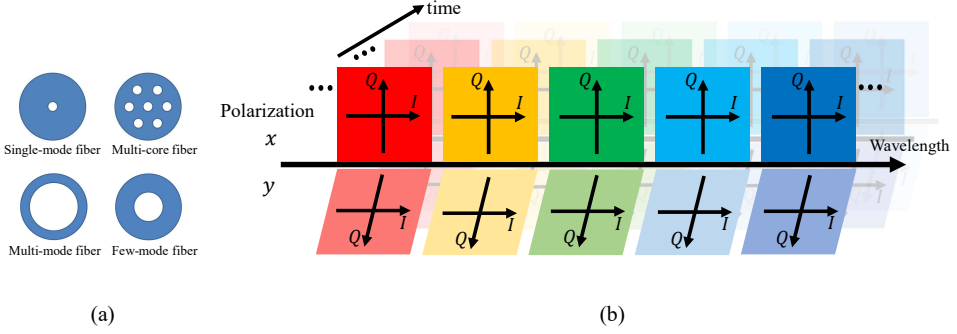 time
Q Q Q Q Q
I I I I I
Polarization
x
Wavelength
y
Single-mode fiber Multi-core fiber
I I I I I
Q Q Q Q Q
Multi-mode fiber Few-mode fiber
(a) (b)